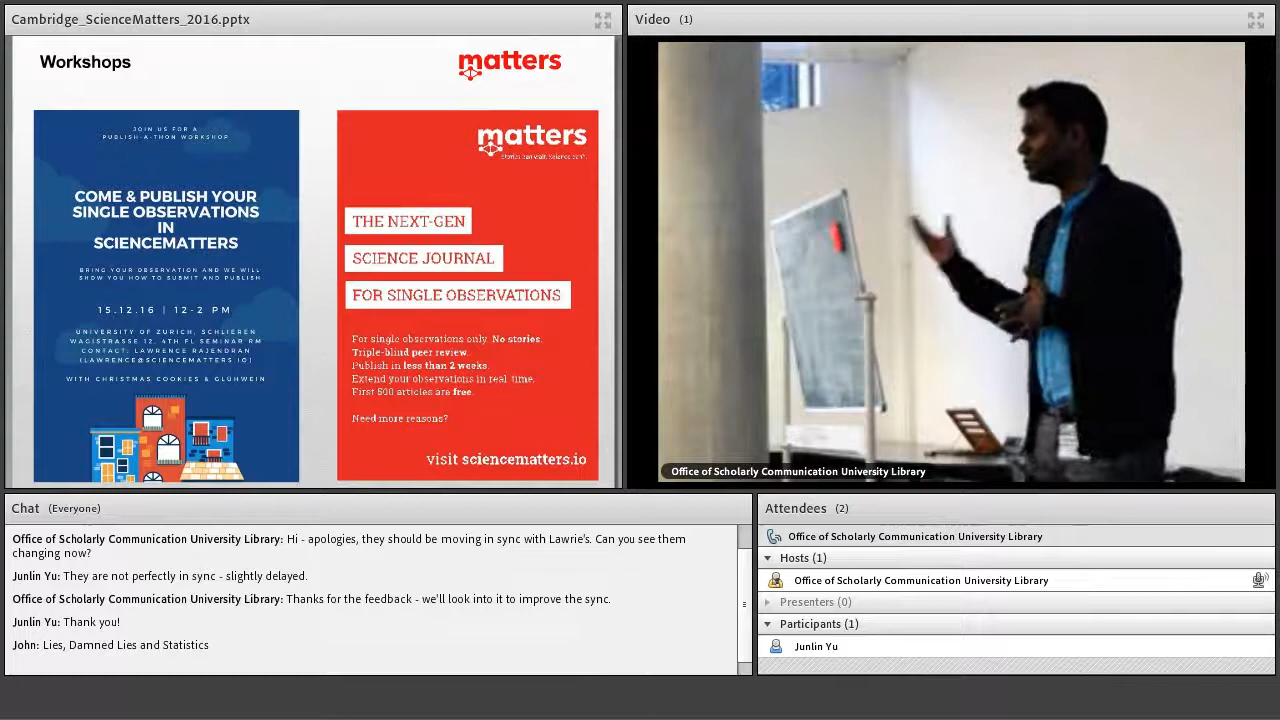 Cambridge_ScienceMatters_2016.pptx
Workshops
matters
JOIN US FOR A
PUBLISH-A-THON WORKSHOP
COME & PUBLISH YOUR
SINGLE OBSERVATIONS
IN
SCIENCEMATTERS
BRING YOUR OBSERVATION AND WE WILL
SHOW YOU HOW TO SUBMIT AND PUBLISH
15.12.16 | 12-2 PM
UNIVERSITY OF ZURICH, SCHLIEREN
WAGISTRASSE 12, 4TH FL SEMINAR RM
CONTACT: LAWRENCE RAJENDRAN
(LAWRENCE@SCIENCEMATTERS.IO)
WITH CHRISTMAS COOKIES & GLÜHWEIN
matters
Stories can wait. Science can't.
THE NEXT-GEN
SCIENCE JOURNAL
FOR SINGLE OBSERVATIONS
For single observations only. No stories.
Triple-blind peer review.
Publish in less than 2 weeks.
Extend your observations in real time.
First 500 articles are free.
Need more reasons?
visit sciencematters.io
Video (1)
Office of Scholarly Communication University Library
Chat (Everyone)
Office of Scholarly Communication University Library: Hi - apologies, they should be moving in sync with Lawrie's. Can you see them
changing now?
Junlin Yu: They are not perfectly in sync - slightly delayed.
Office of Scholarly Communication University Library: Thanks for the feedback - we'll look into it to improve the sync.
Junlin Yu: Thank you!
John: Lies, Damned Lies and Statistics
Attendees (2)
Office of Scholarly Communication University Library
Hosts (1)
Office of Scholarly Communication University Library
Presenters (0)
Participants (1)
Junlin Yu